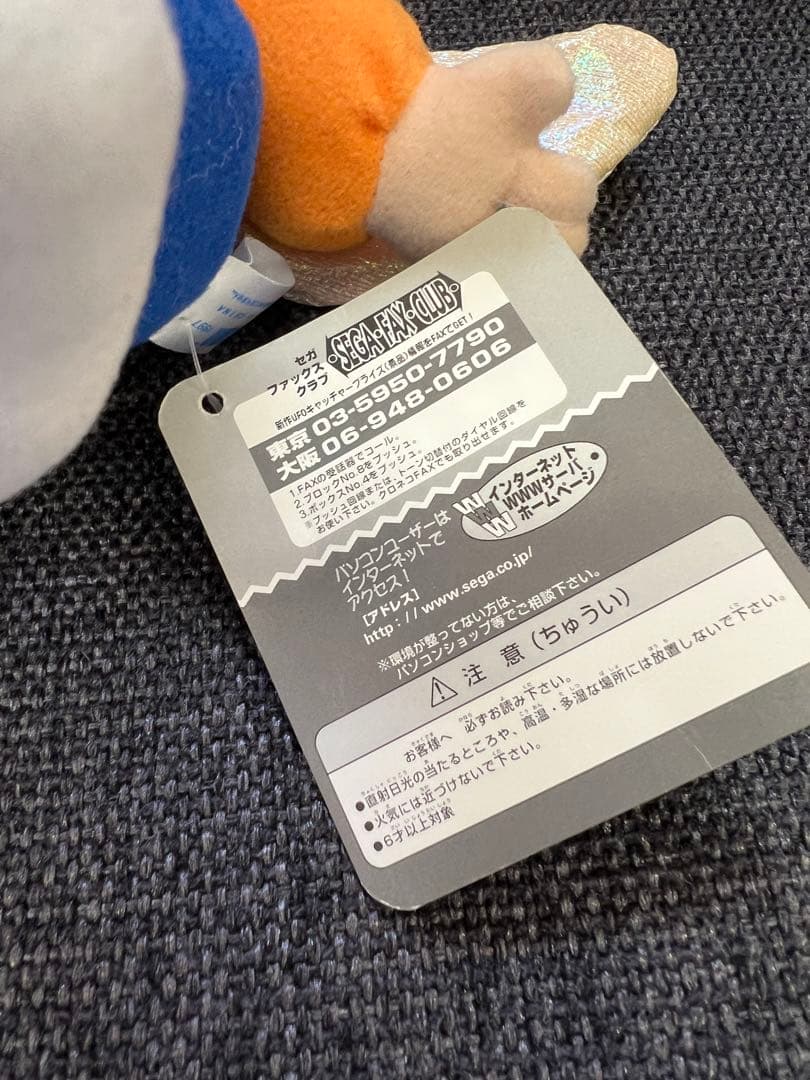 セガ
ファックス
クラブ
SEGA・FAX・CLUB
新作UFOキャッチャープライズ(景品)情報をFAXでGET!
東京 03-5950-7790
大阪 06-948-0606
1.FAXの受話器でコール。
2.ブロックNo.8をプッシュ。
3.ボックスNo.4をプッシュ。
※プッシュ回線または、トーン切替付のダイヤル回線を
お使い下さい。クロネコFAXでも取り出せます。
パソコンユーザーは
インターネットで
アクセス!
WWW
インターネット
WWWサーバ
ホームページ
[アドレス]
http://www.sega.co.jp/
※環境が整ってない方は、
パソコンショップ等でご相談下さい。
注意(ちゅうい)
お客様へ 必ずお読み下さい。
●直射日光の当たるところや、高温・多湿な場所には放置しないで下さい。
●火気には近づけないで下さい。
●6才以上対象
1997